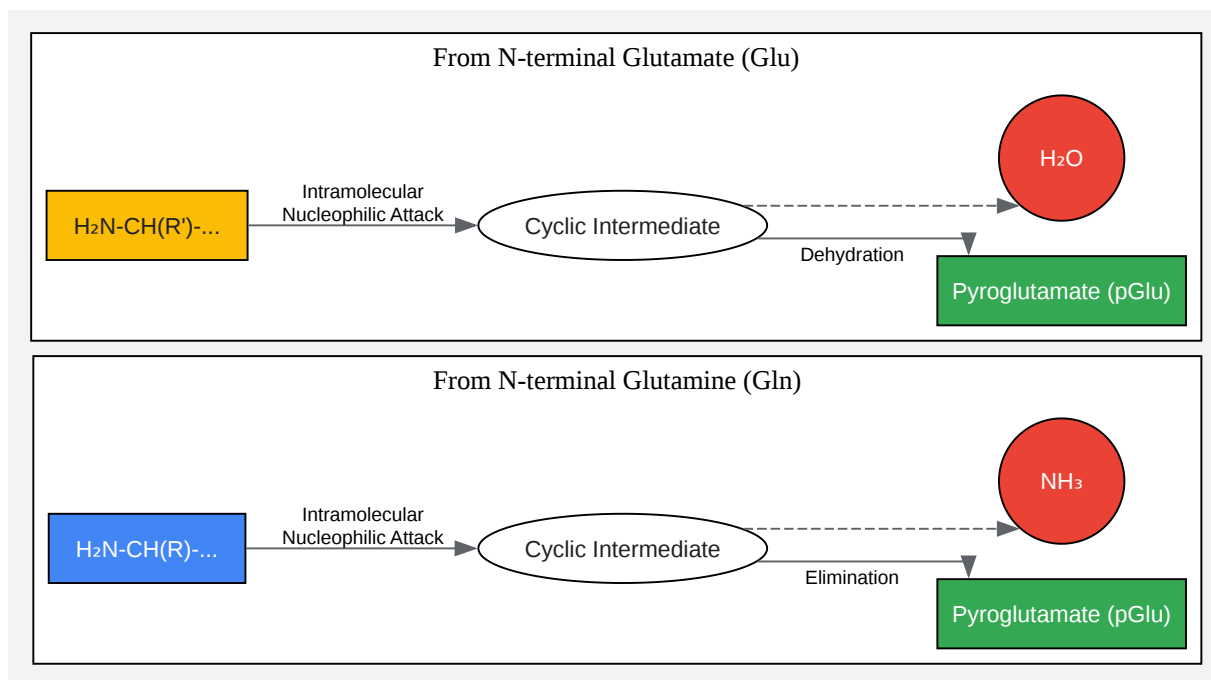 From N-terminal Glutamate (Glu)
H₂O
Intramolecular
Nucleophilic Attack
H₂N-CH(R')-...
Cyclic Intermediate
Dehydration
Pyroglutamate (pGlu)
From N-terminal Glutamine (Gln)
NH₃
Intramolecular
Nucleophilic Attack
H₂N-CH(R)-...
Cyclic Intermediate
Elimination
Pyroglutamate (pGlu)